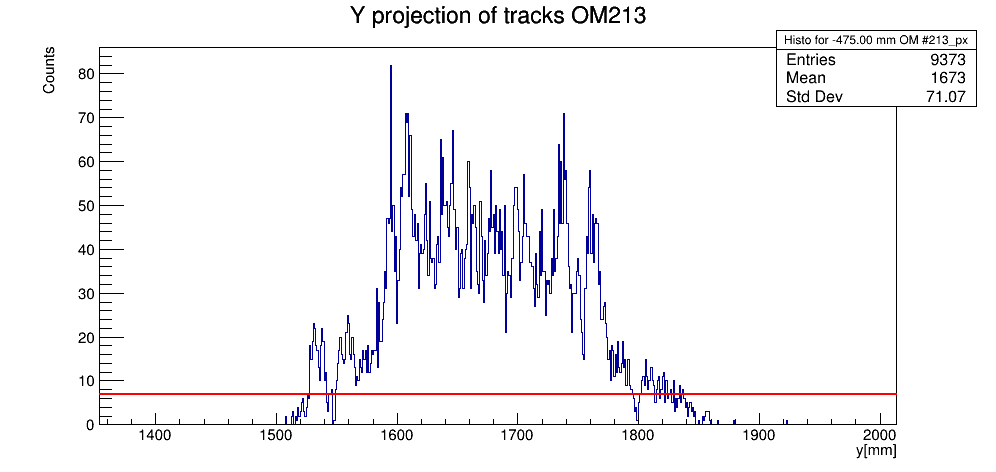 Y projection of tracks OM213
Histo for -475.00 mm OM #213_px
Entries 9373
Mean 1673
Std Dev 71.07
Counts
80
70
60
50
40
30
20
10
0
1400 1500 1600 1700 1800 1900 2000
y[mm]